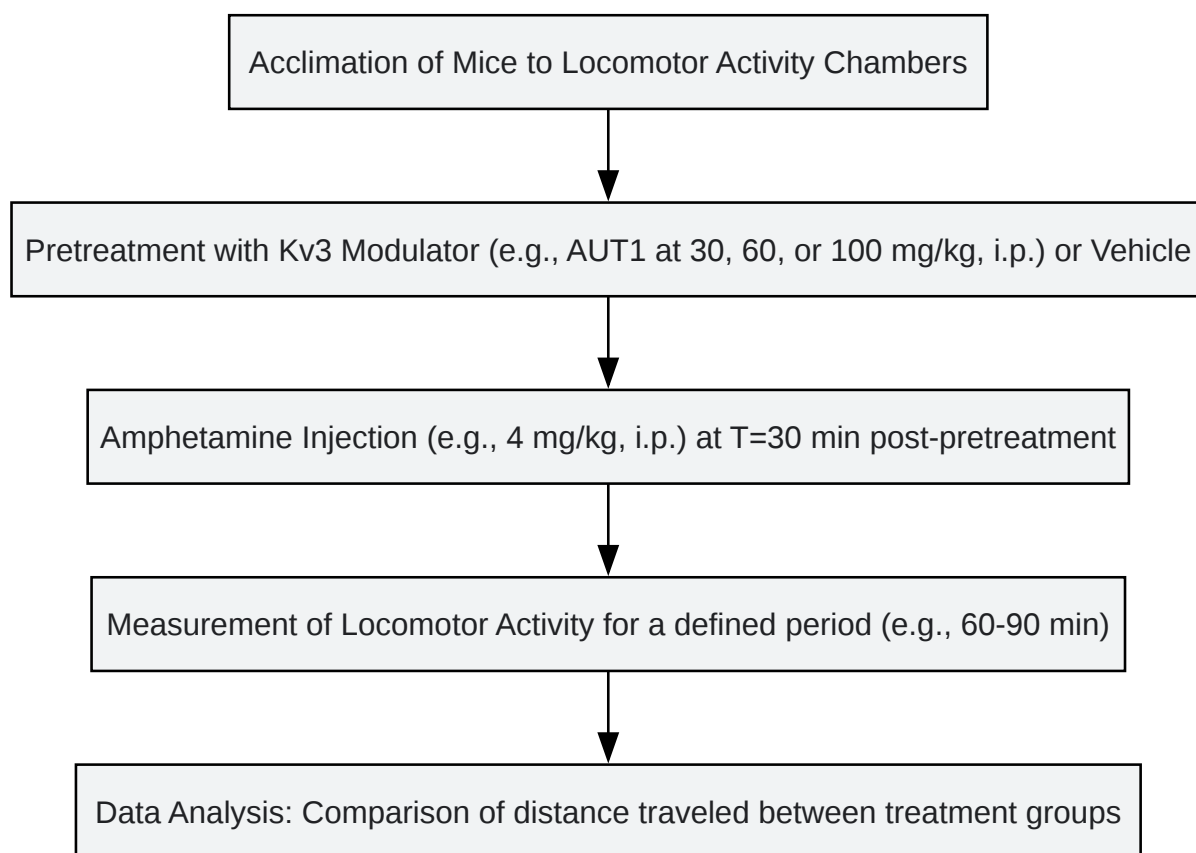 Acclimation of Mice to Locomotor Activity Chambers
Pretreatment with Kv3 Modulator (e.g., AUT1 at 30, 60, or 100 mg/kg, i.p.) or Vehicle
Amphetamine Injection (e.g., 4 mg/kg, i.p.) at T=30 min post-pretreatment
Measurement of Locomotor Activity for a defined period (e.g., 60-90 min)
Data Analysis: Comparison of distance traveled between treatment groups